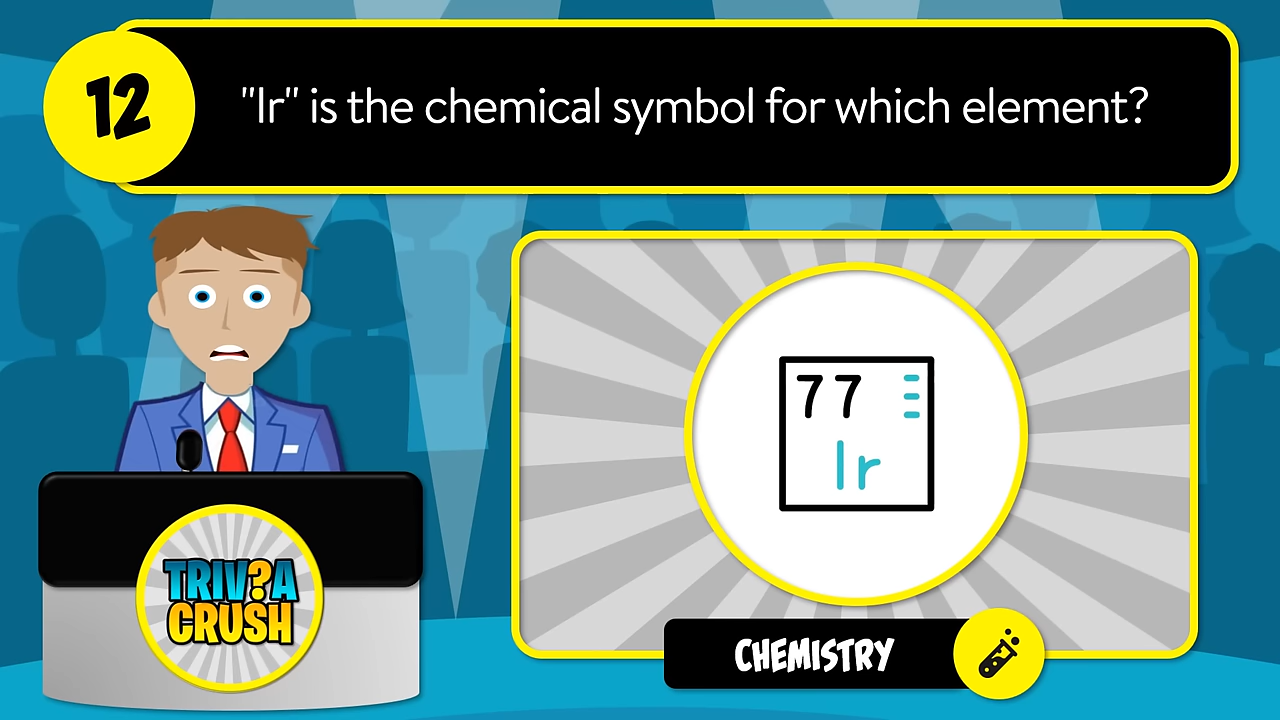 12
"Ir" is the chemical symbol for which element?
77
Ir
TRIV?A
CRUSH
CHEMISTRY